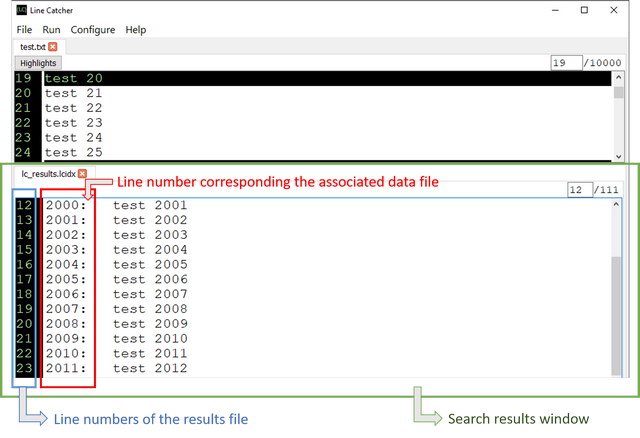 Line Catcher
File Run Configure Help
test.txt
Highlights 19 /10000
19 test 20
20 test 21
21 test 22
22 test 23
23 test 24
24 test 25
lc_results.lcidx
Line number corresponding the associated data file
12 /111
12 2000: test 2001
13 2001: test 2002
14 2002: test 2003
15 2003: test 2004
16 2004: test 2005
17 2005: test 2006
18 2006: test 2007
19 2007: test 2008
20 2008: test 2009
21 2009: test 2010
22 2010: test 2011
23 2011: test 2012
Line numbers of the results file
Search results window